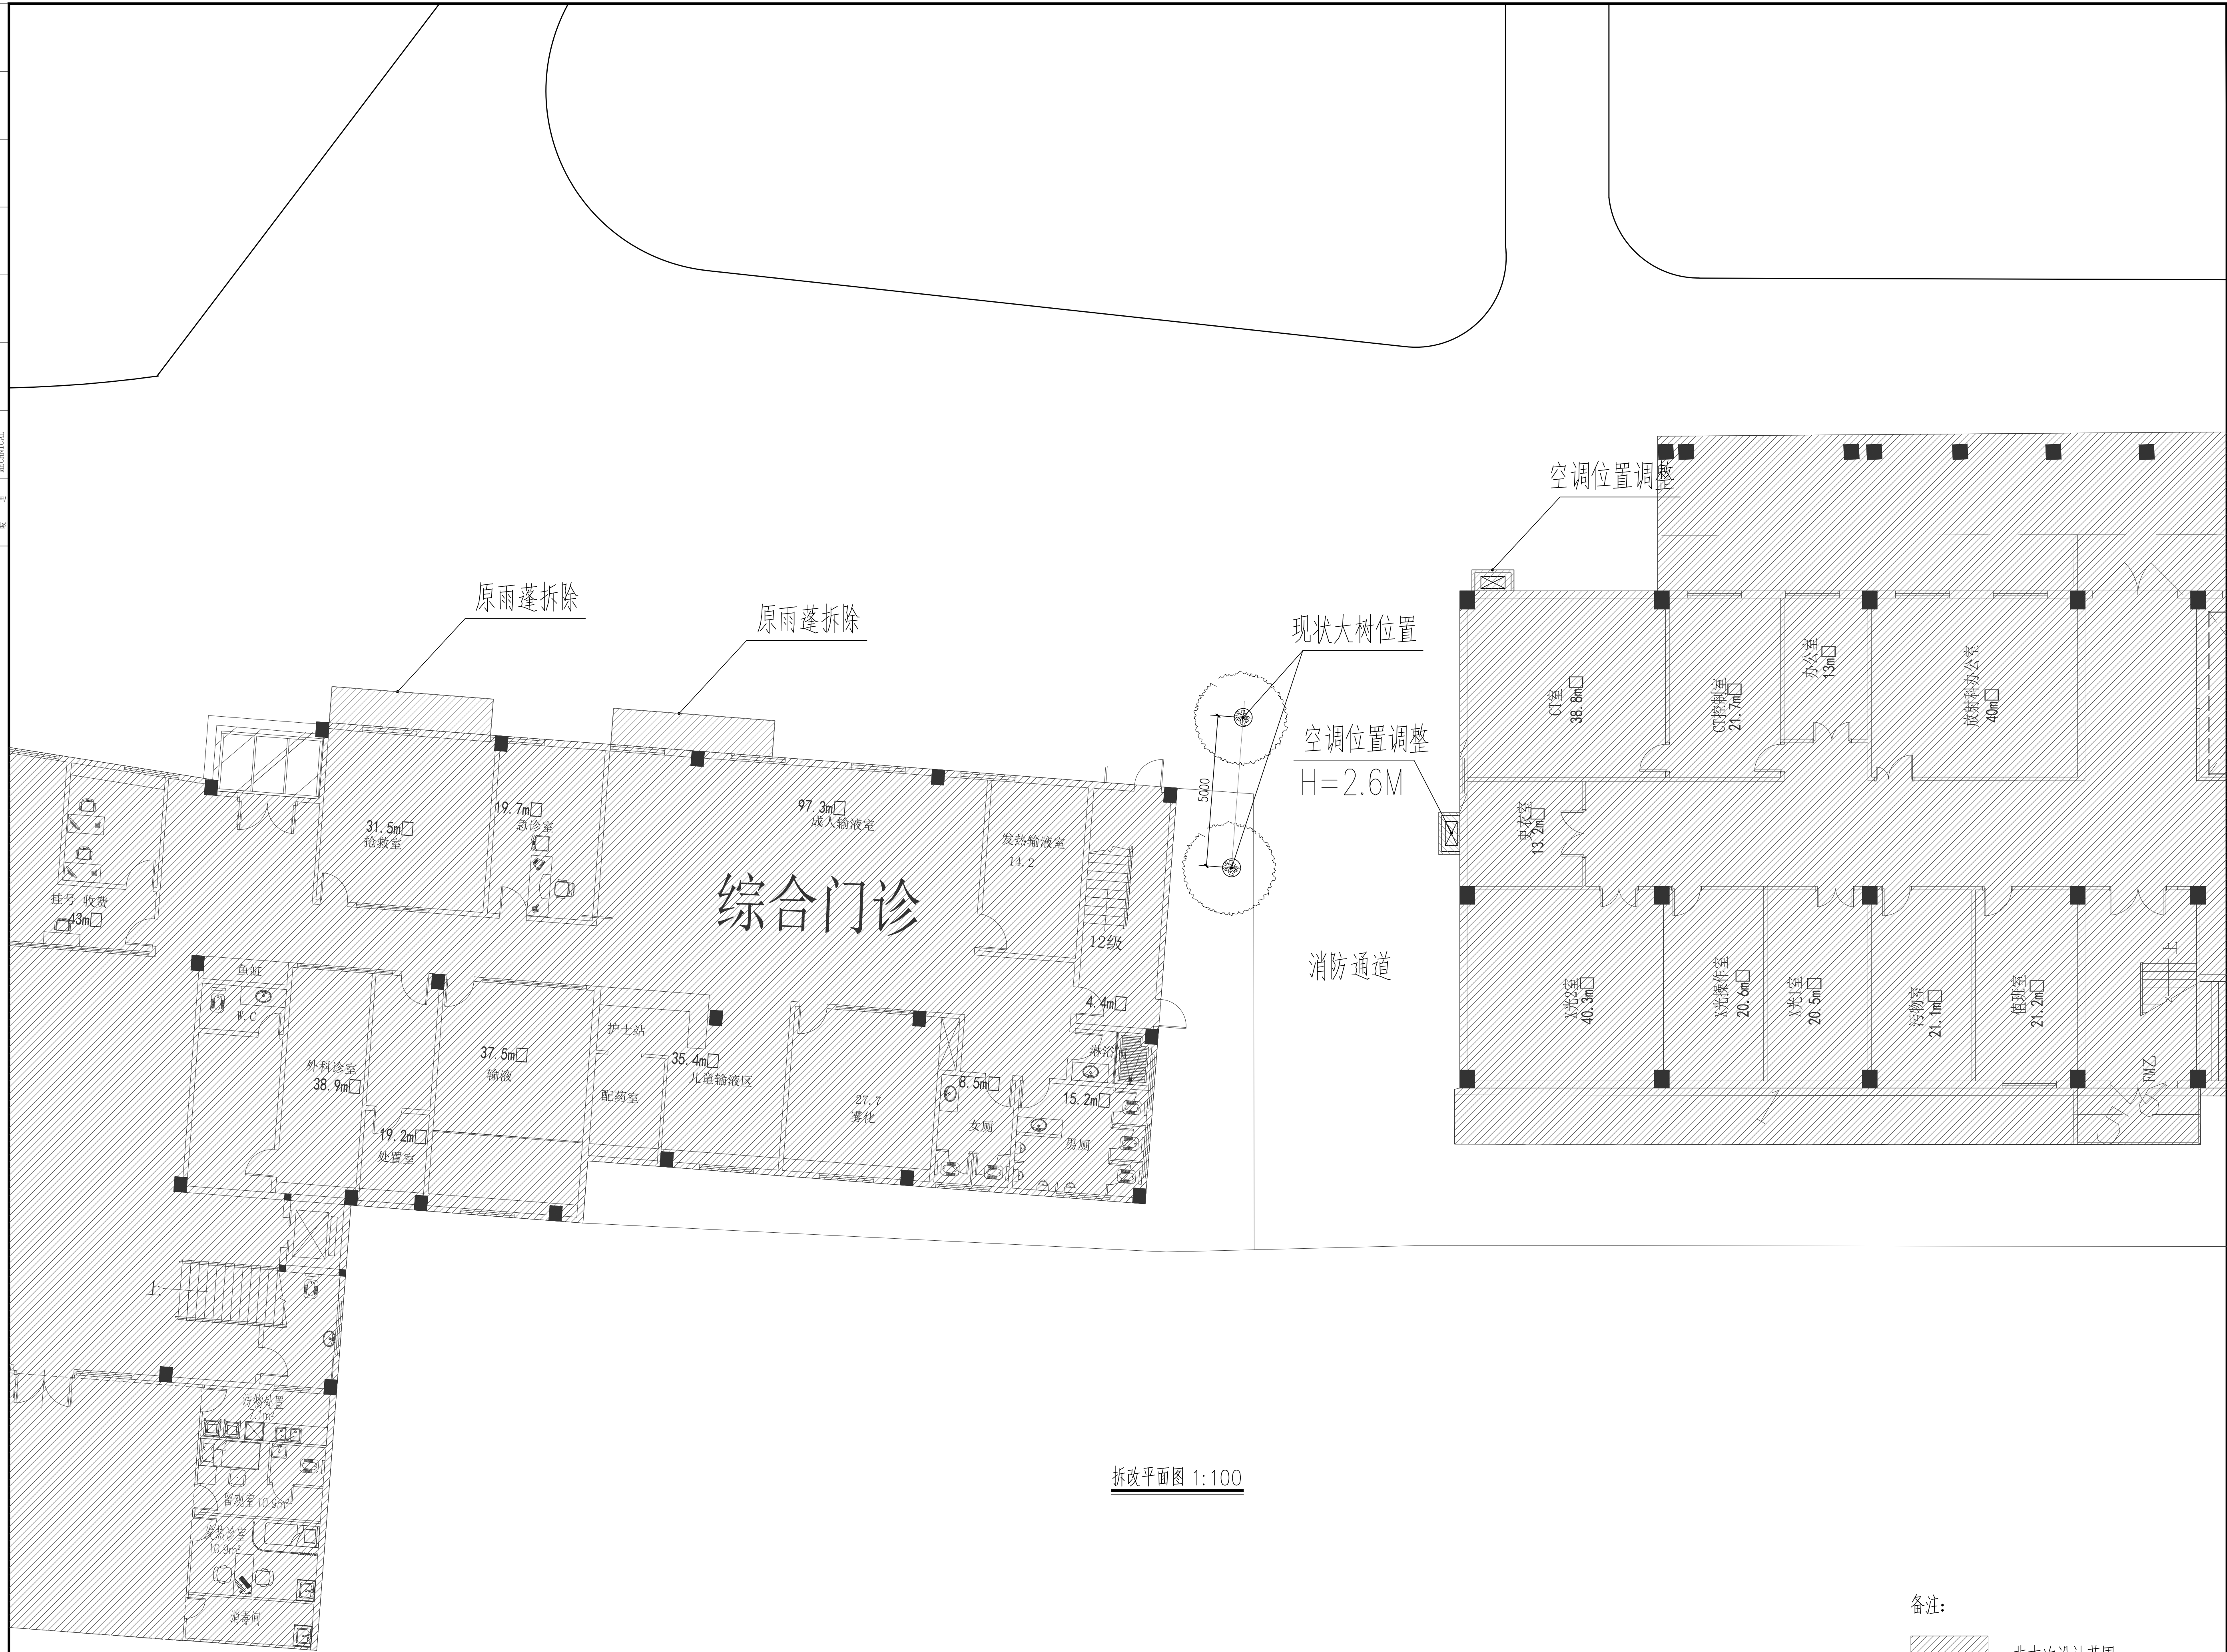 空调位置调整
原雨蓬拆除
原雨蓬拆除
现状大树位置
空调位置调整
H=2.6M
5000
综合门诊
消防通道
31.5m□
抢救室
19.7m□
急诊室
97.3m□
成人输液室
发热输液室
14.2
12级
4.4m□
挂号 收费
43m□
鱼缸
W.C
外科诊室
38.9m□
19.2m□
处置室
37.5m□
输液
护士站
配药室
35.4m□
儿童输液区
27.7
雾化
8.5m□
女厕
淋浴间
15.2m□
男厕
上
污物处置
7.1m²
留观室 10.9m²
发热诊室
10.9m²
消毒间
CT室
38.8m□
CT控制室
21.7m□
办公室
13m□
放射科办公室
40m□
更衣室
13.2m□
X光2室
40.3m□
X光操作室
20.6m□
X光1室
20.5m□
污物室
21.1m□
值班室
21.2m□
上
FM乙
拆改平面图 1:100
备注:
MECHNICAL